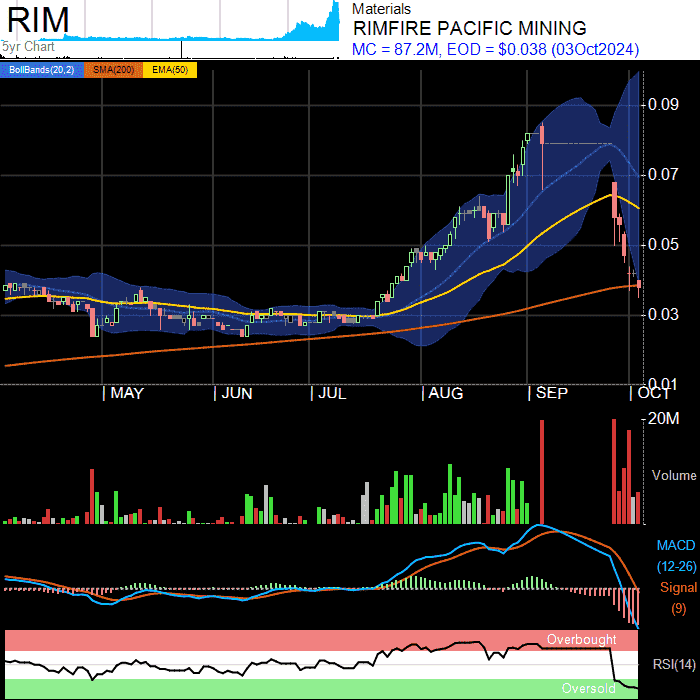 RIM
5yr Chart
Materials
RIMFIRE PACIFIC MINING
MC = 87.2M, EOD = $0.038 (03Oct2024)
BollBands(20,2) SMA(200) EMA(50)
0.09
0.07
0.05
0.03
0.01
MAY JUN JUL AUG SEP OCT
20M
Volume
MACD
(12-26)
Signal
(9)
Overbought
RSI(14)
Oversold